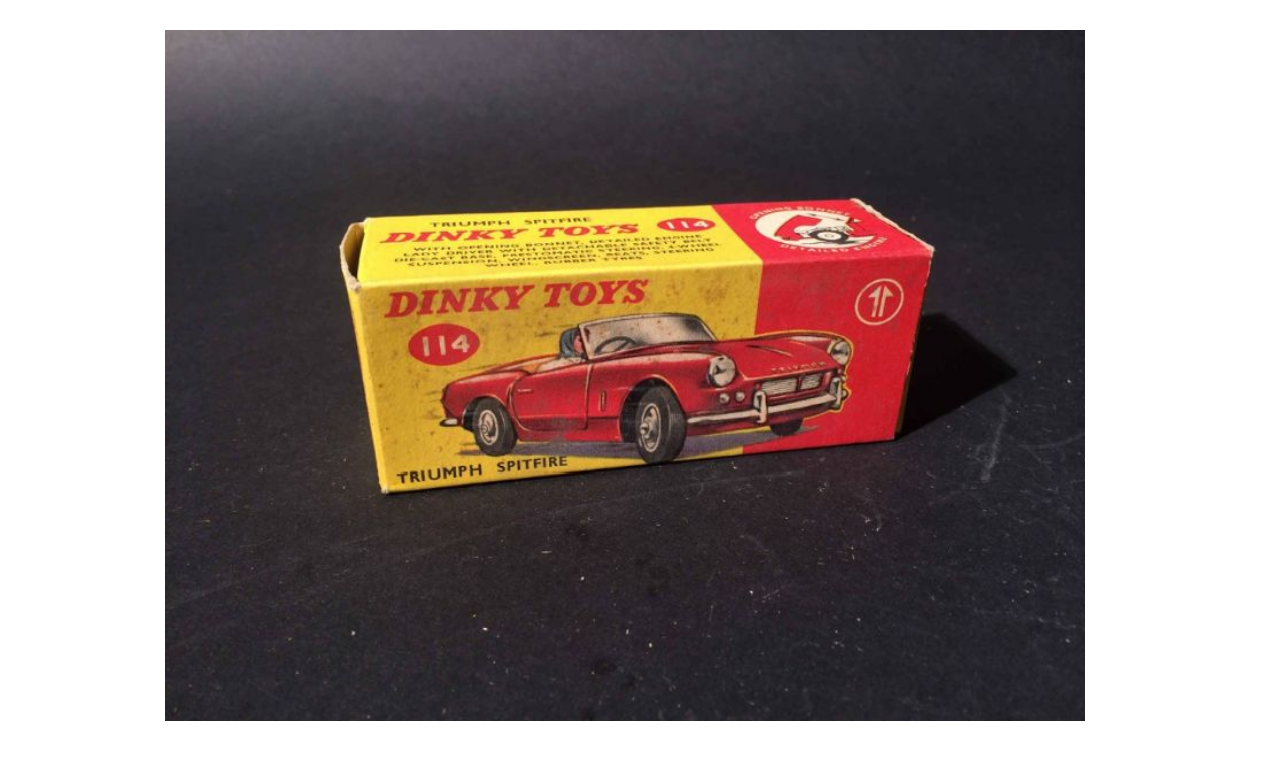 TRIUMPH SPITFIRE
DINKY TOYS 114
WITH OPENING BONNET, DETAILED ENGINE
LADY DRIVER WITH DETACHABLE SAFETY BELT
DIE-CAST BASE, PRESTOMATIC STEERING, 4-WHEEL
SUSPENSION, WINDSCREEN, SEATS, STEERING
WHEEL, RUBBER TYRES
OPENING BONNET &
DETAILED ENGINE
DINKY TOYS
114
TRIUMPH
TRIUMPH SPITFIRE